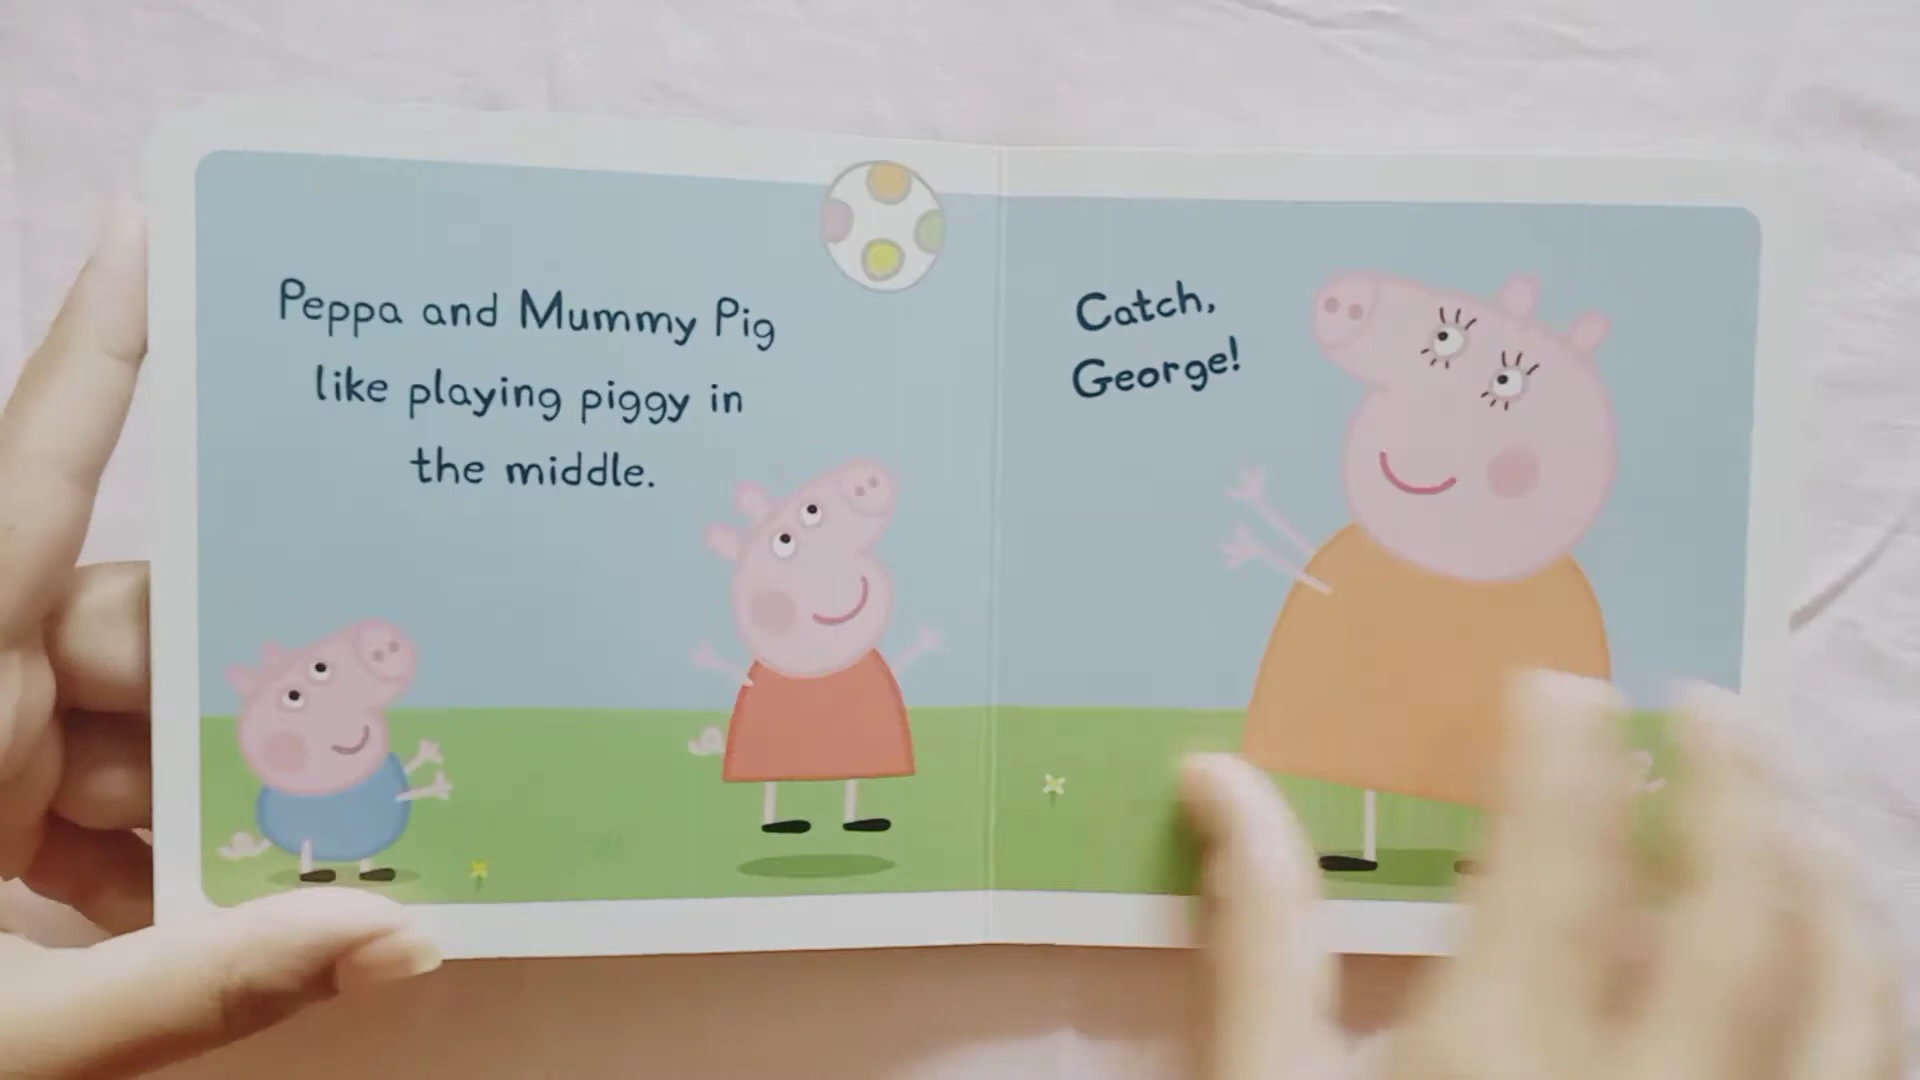 Peppa and Mummy Pig
like playing piggy in
the middle.
Catch,
George!